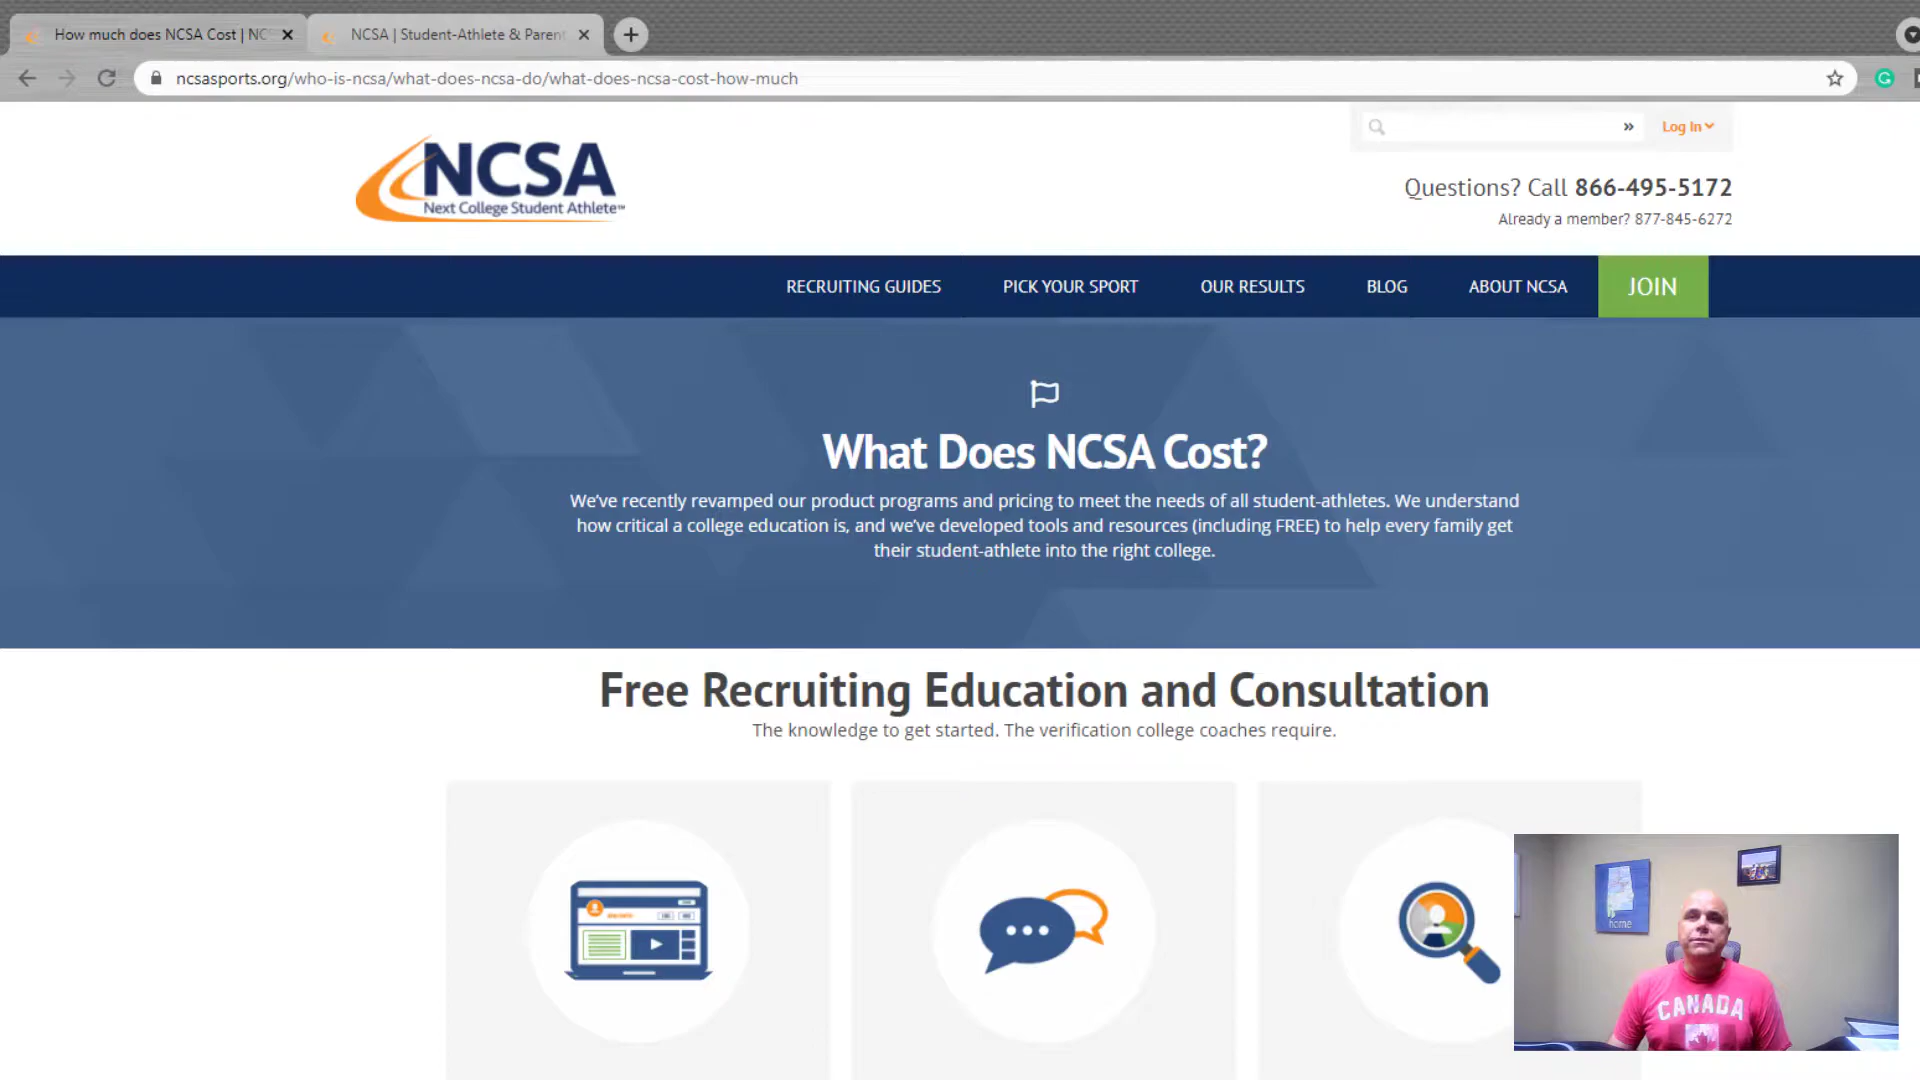 How much does NCSA Cost | NC
NCSA | Student-Athlete & Parent
ncsasports.org/who-is-ncsa/what-does-ncsa-do/what-does-ncsa-cost-how-much
NCSA
Next College Student Athlete™
»
Log In
Questions? Call 866-495-5172
Already a member? 877-845-6272
RECRUITING GUIDES
PICK YOUR SPORT
OUR RESULTS
BLOG
ABOUT NCSA
JOIN
What Does NCSA Cost?
We've recently revamped our product programs and pricing to meet the needs of all student-athletes. We understand
how critical a college education is, and we've developed tools and resources (including FREE) to help every family get
their student-athlete into the right college.
Free Recruiting Education and Consultation
The knowledge to get started. The verification college coaches require.
home
CANADA